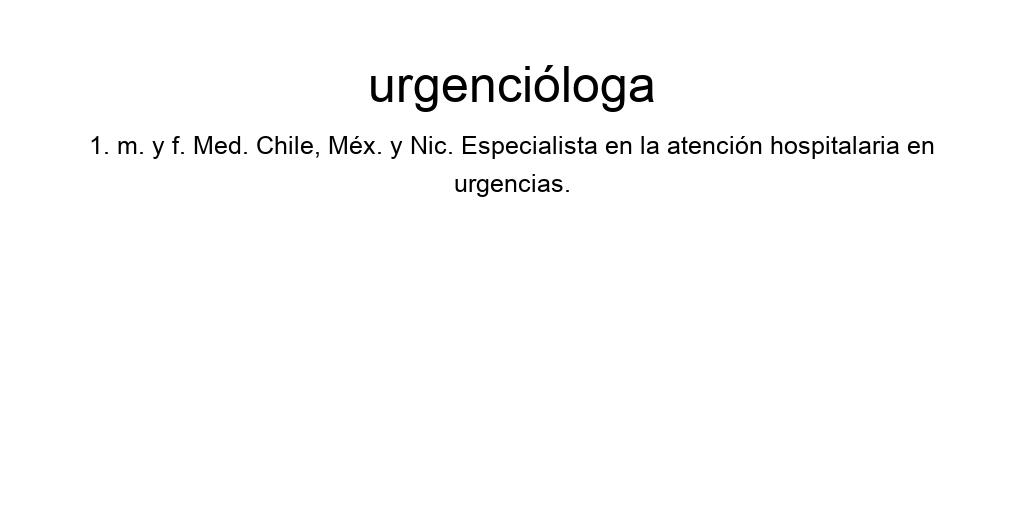 urgencióloga
1. m. y f. Med. Chile, Méx. y Nic. Especialista en la atención hospitalaria en
urgencias.